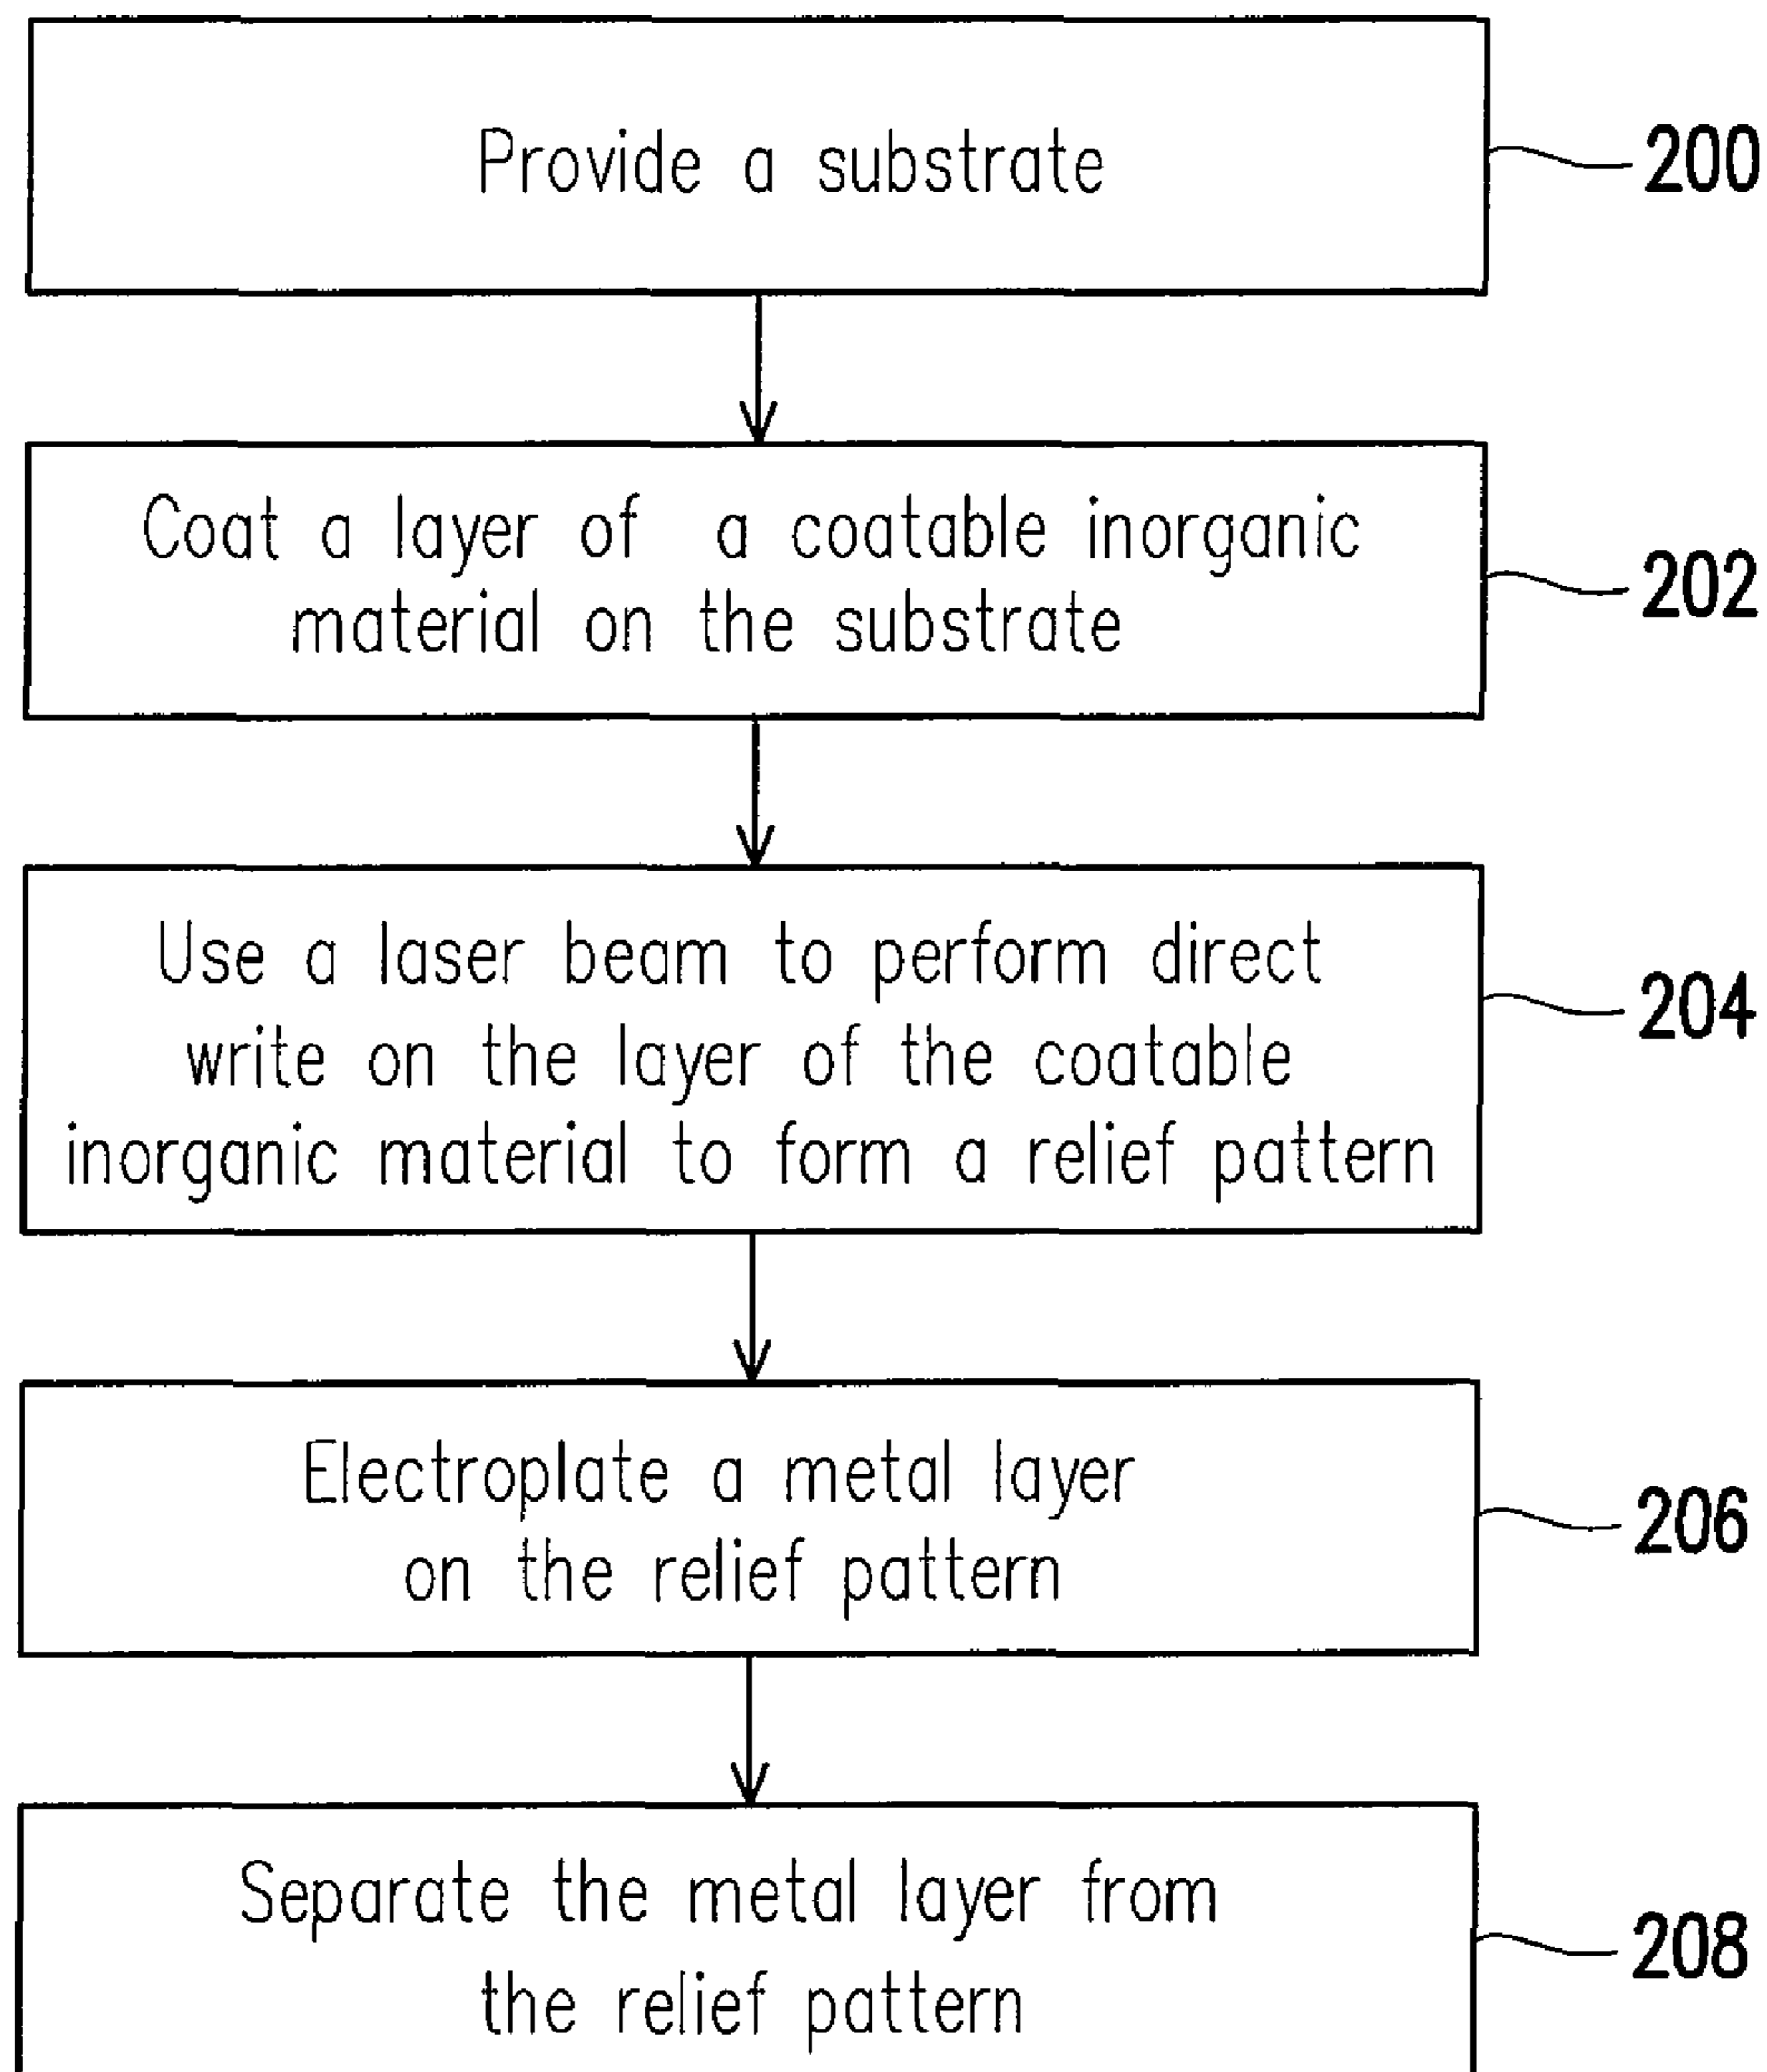 Provide a substrate
200
Coat a layer of a coatable inorganic
material on the substrate
202
Use a laser beam to perform direct
write on the layer of the coatable
inorganic material to form a relief pattern
204
Electroplate a metal layer
on the relief pattern
206
Separate the metal layer from
the relief pattern
208